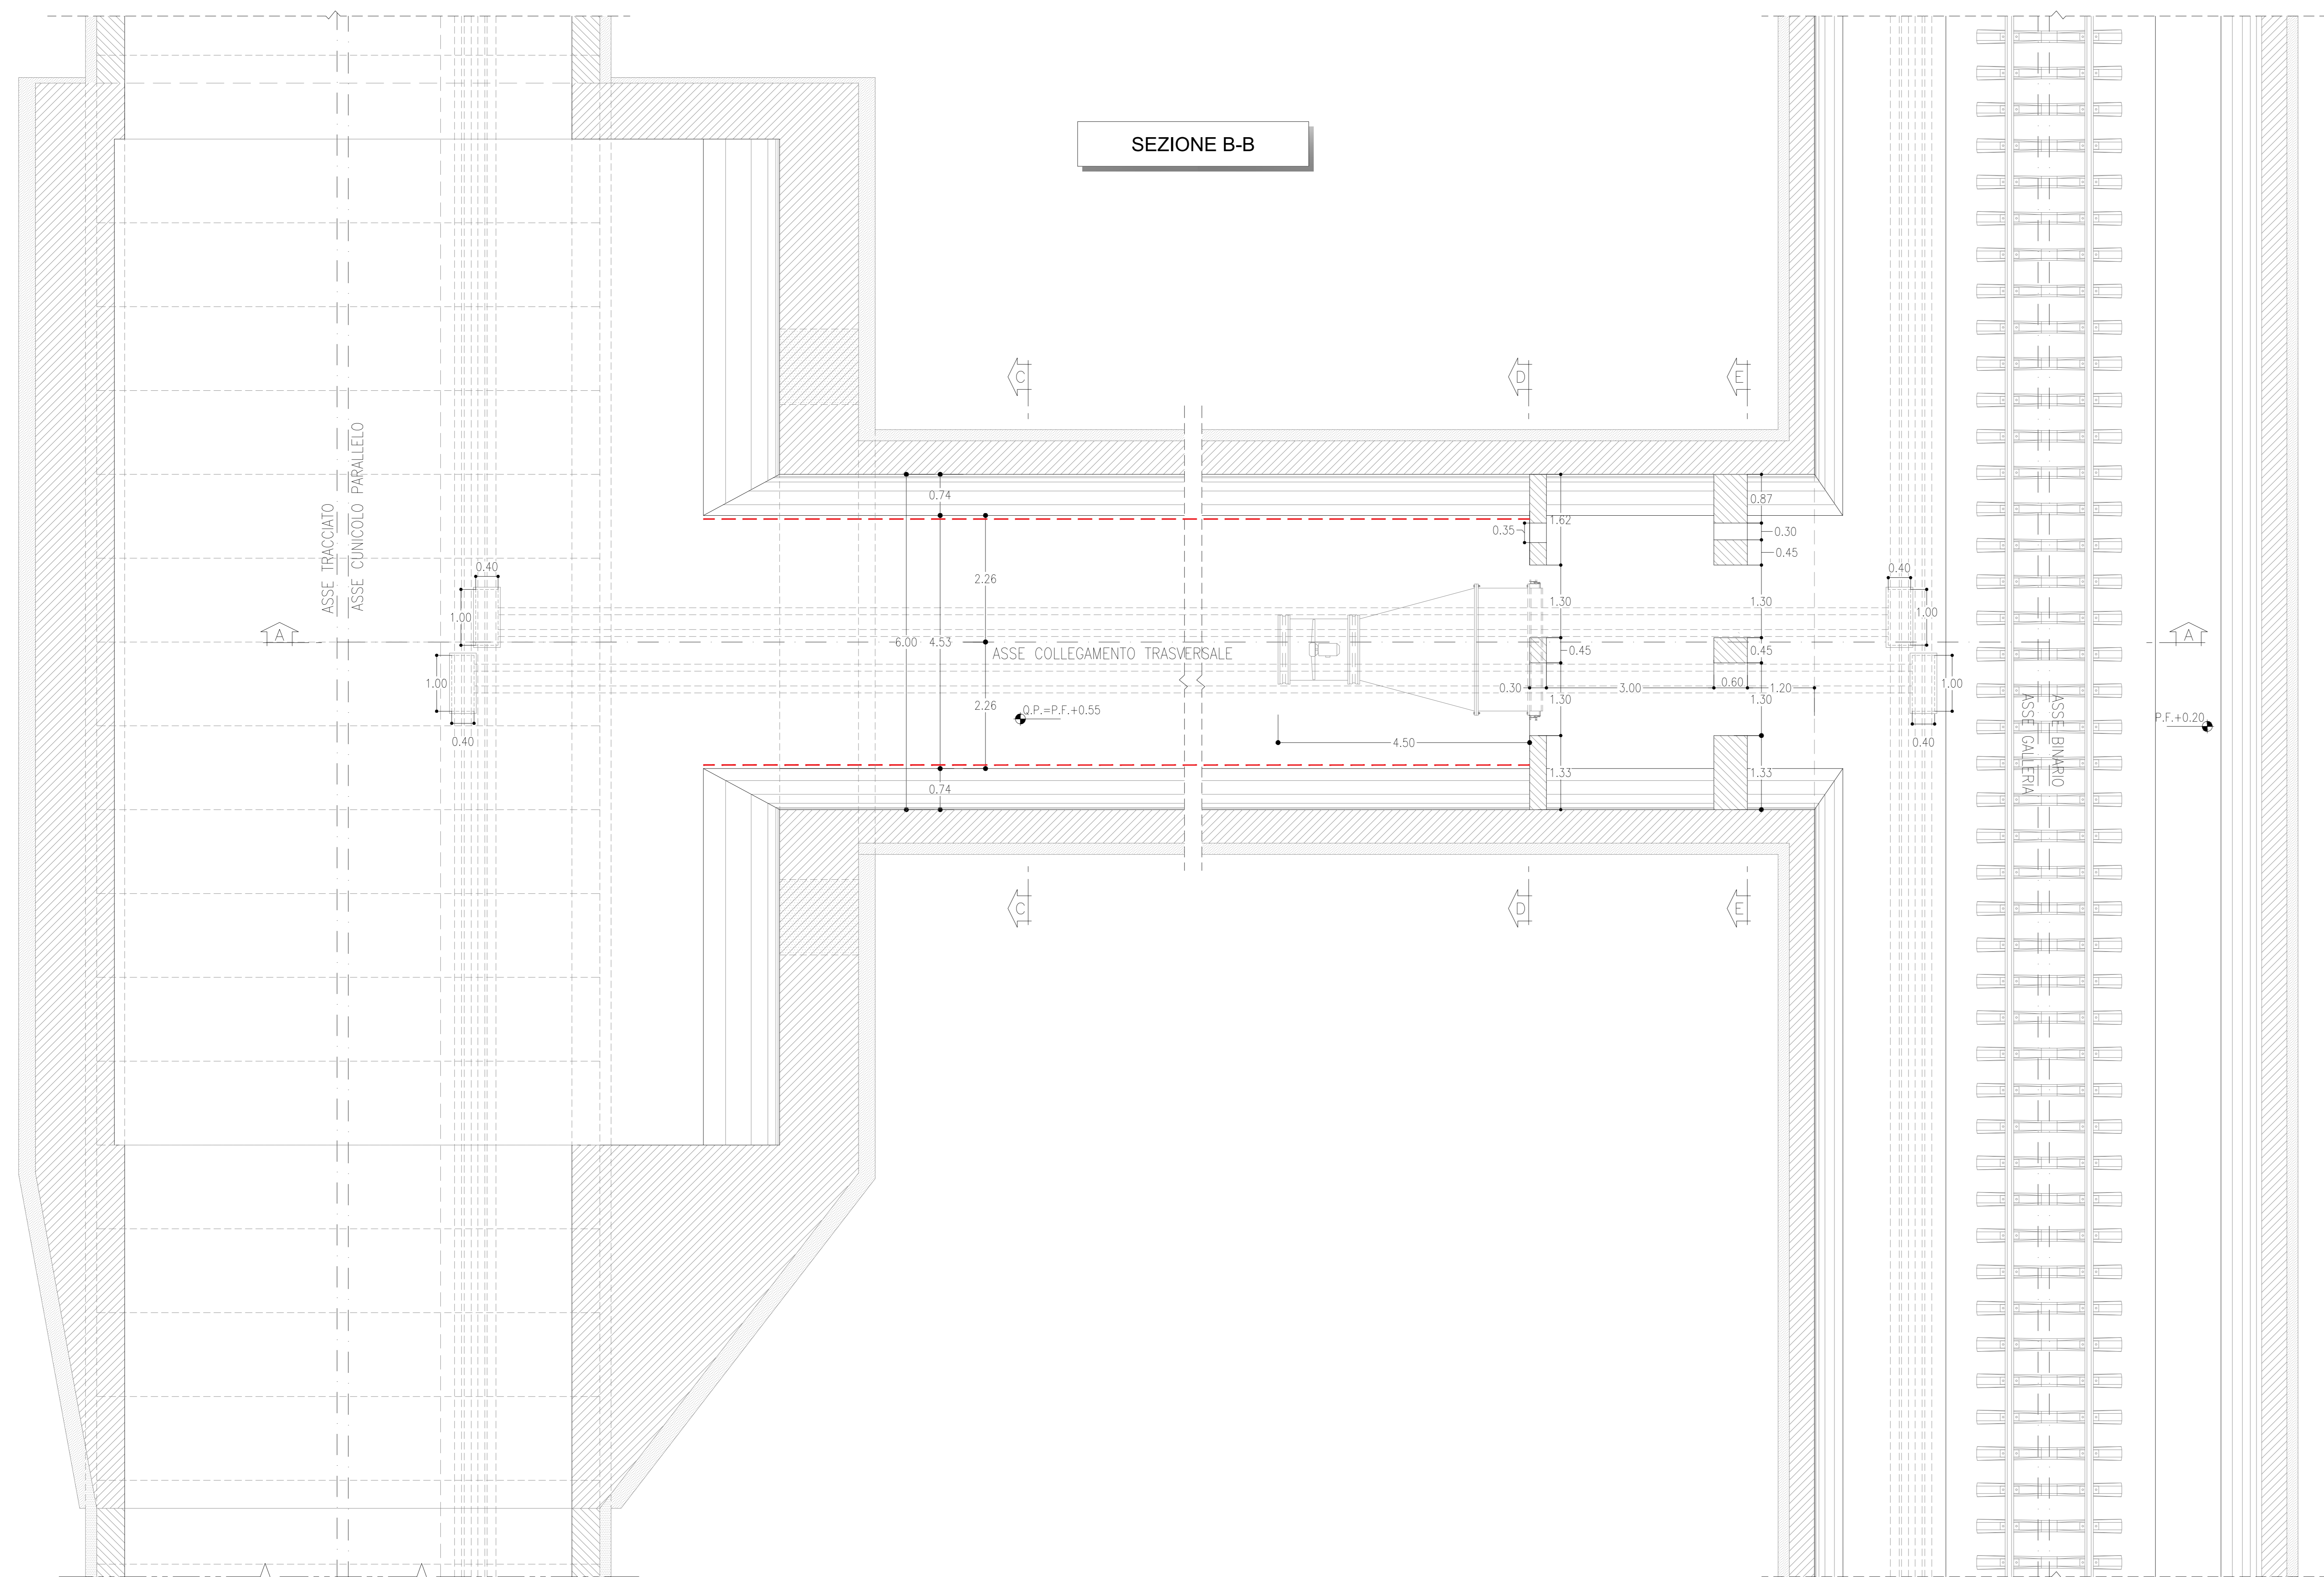 SEZIONE B-B
C
D
E
ASSE TRACCIATO
ASSE CUNICOLO PARALLELO
0.74
0.87
1.62
0.35
0.30
0.45
0.40
0.40
2.26
1.00
1.30
1.30
1.00
A
6.00
4.53
ASSE COLLEGAMENTO TRASVERSALE
0.45
0.45
A
1.00
0.30
3.00
0.60
1.20
1.00
2.26
Q.P.=P.F.+0.55
1.30
1.30
ASSE GALLERIA
ASSE BINARIO
P.F.+0.20
0.40
4.50
0.40
0.74
1.33
1.33
C
D
E